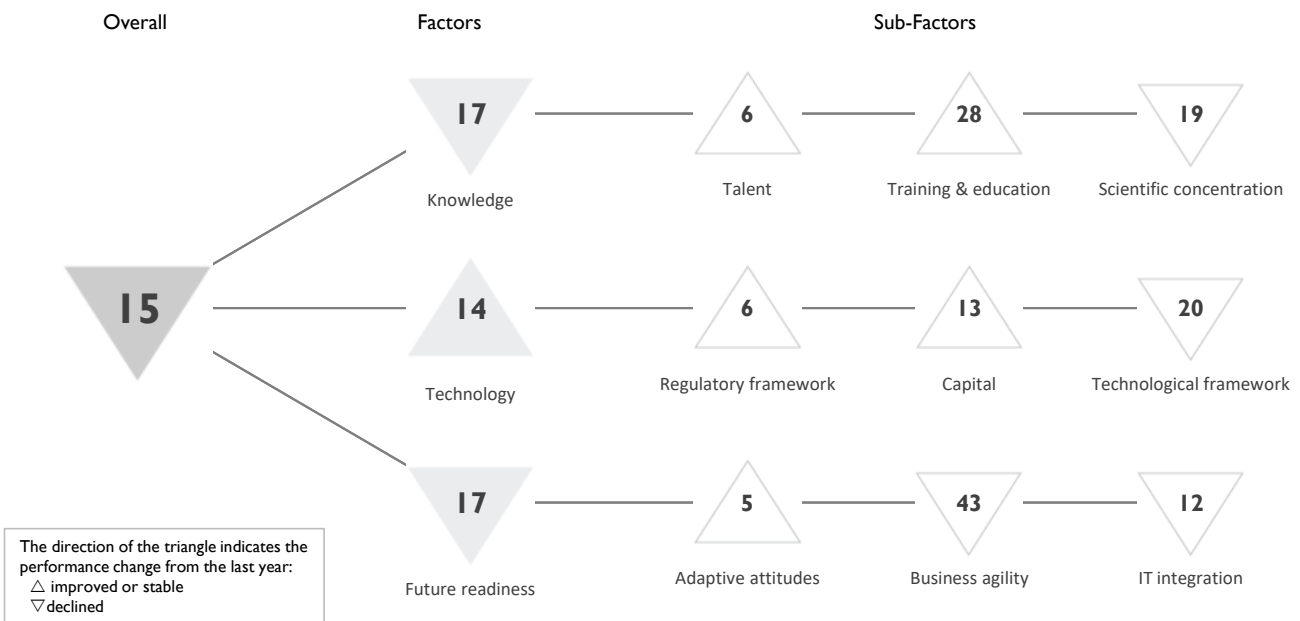 Overall
Factors
Sub-Factors
17
6
28
19
Knowledge
Talent
Training & education
Scientific concentration
15
14
6
13
20
Technology
Regulatory framework
Capital
Technological framework
17
5
43
12
Future readiness
Adaptive attitudes
Business agility
IT integration
The direction of the triangle indicates the
performance change from the last year:
△ improved or stable
▽ declined